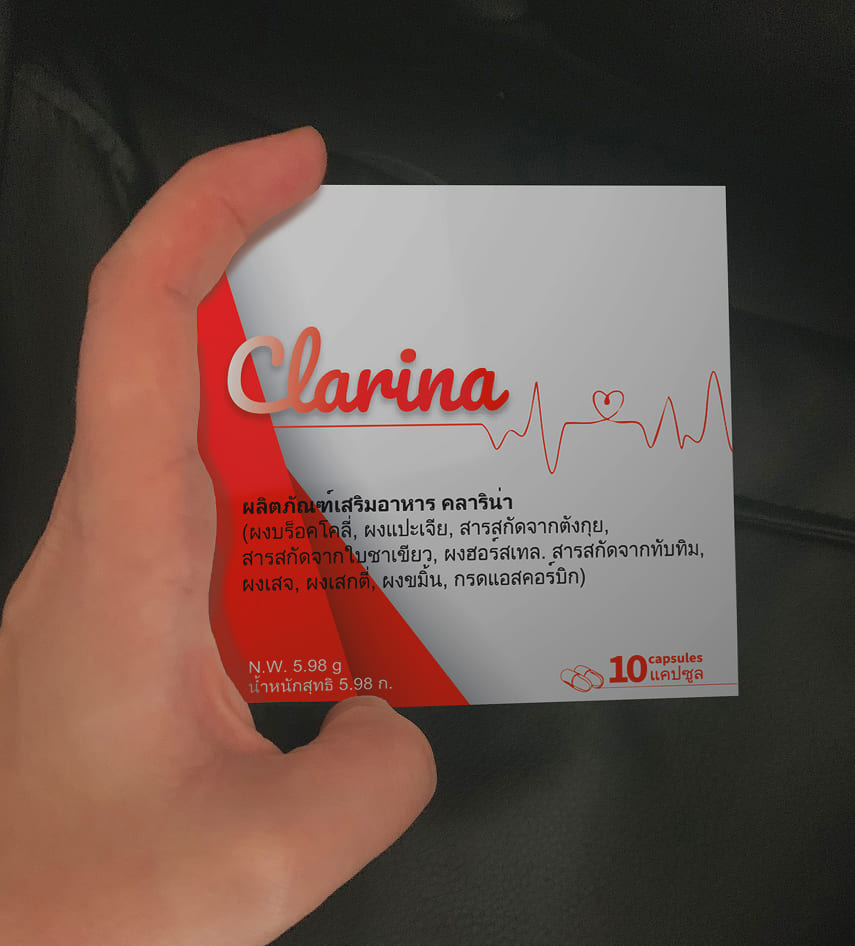 Clarina
ผลิตภัณฑ์เสริมอาหาร คลาริน่า
(ผงบร็อคโคลี่, ผงแปะเจีย, สารสกัดจากตังกุย,
สารสกัดจากใบชาเขียว, ผงฮอร์สเทล. สารสกัดจากทับทิม,
ผงเสจ, ผงเสกตี่, ผงขมิ้น, กรดแอสคอร์บิก)
N.W. 5.98 g
น้ำหนักสุทธิ 5.98 ก.
10 capsules
แคปซูล